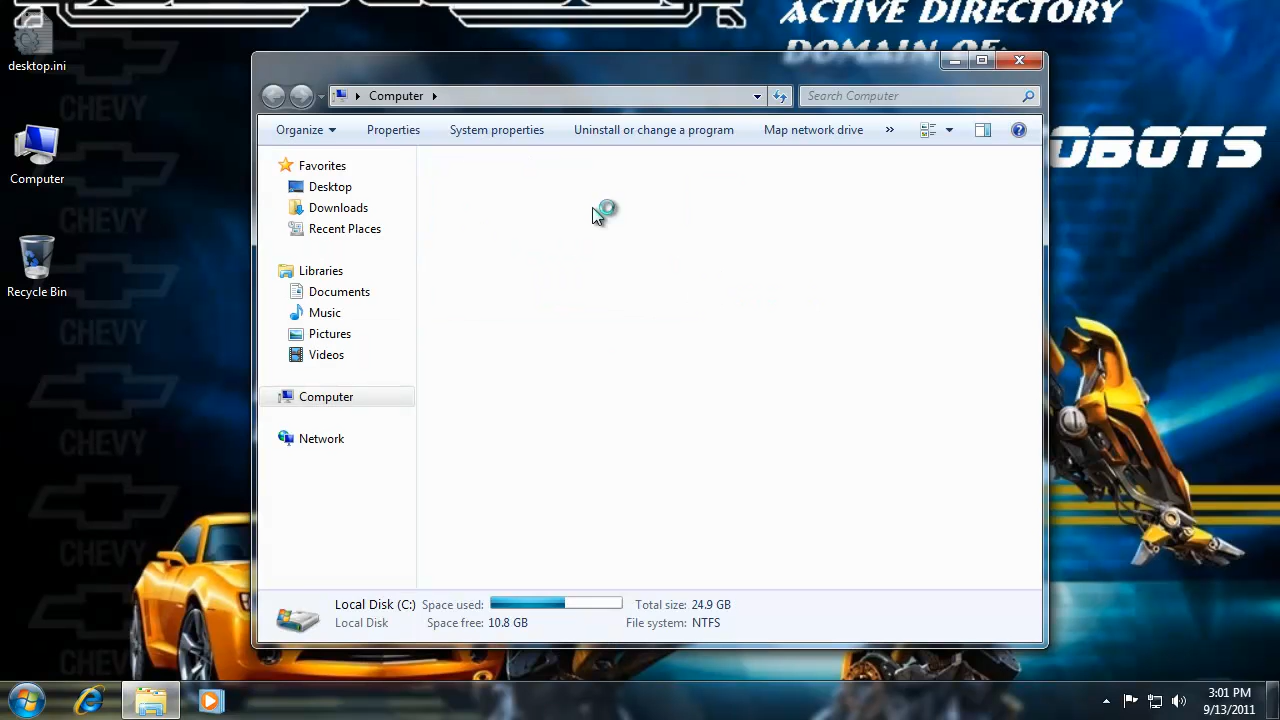 ACTIVE DIRECTORY
DOMAIN OF:
OBOTS
desktop.ini
Computer
Recycle Bin
CHEVY
CHEVY
CHEVY
CHEVY
CHEVY
CHEVY
Computer
Search Computer
Organize
Properties
System properties
Uninstall or change a program
Map network drive
»
Favorites
Desktop
Downloads
Recent Places
Libraries
Documents
Music
Pictures
Videos
Computer
Network
Local Disk (C:) Space used: Total size: 24.9 GB
Local Disk Space free: 10.8 GB File system: NTFS
3:01 PM
9/13/2011